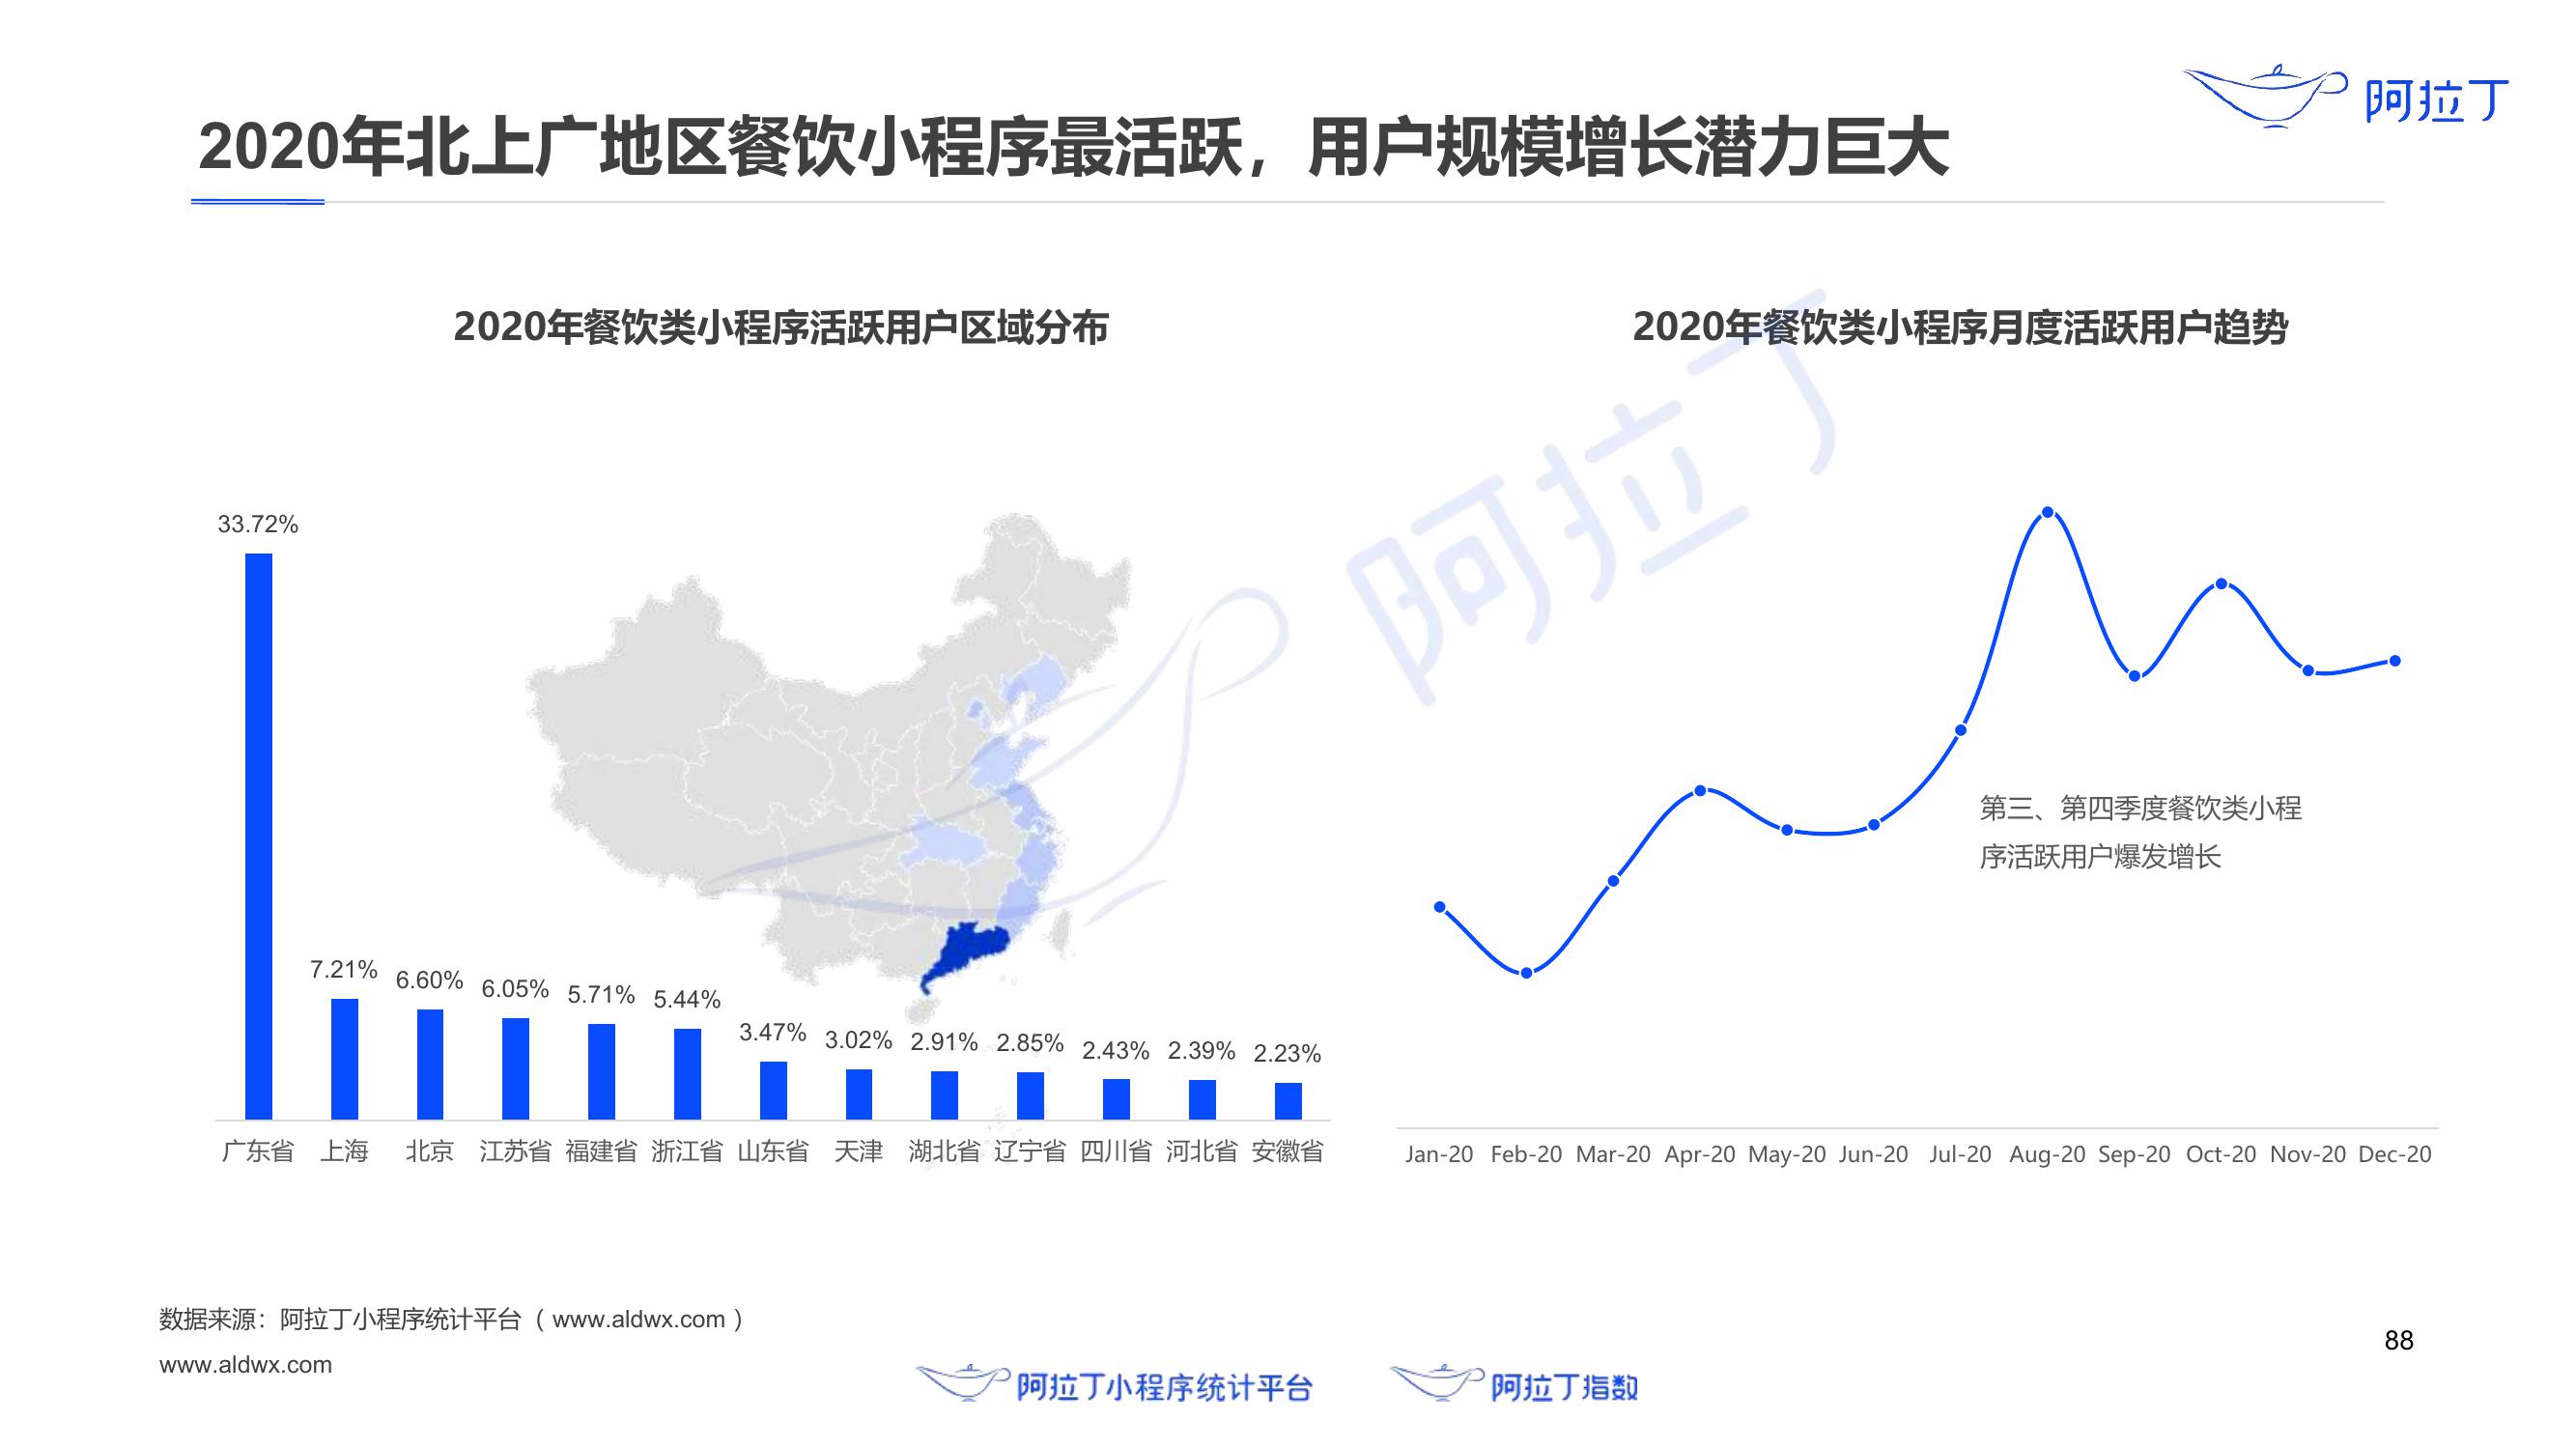 阿拉丁
2020年北上广地区餐饮小程序最活跃，用户规模增长潜力巨大
2020年餐饮类小程序活跃用户区域分布
33.72%
7.21%
6.60%
6.05%
5.71%
5.44%
3.47%
3.02%
2.91%
2.85%
2.43%
2.39%
2.23%
广东省 上海 北京 江苏省 福建省 浙江省 山东省 天津 湖北省 辽宁省 四川省 河北省 安徽省
2020年餐饮类小程序月度活跃用户趋势
阿拉丁
第三、第四季度餐饮类小程
序活跃用户爆发增长
Jan-20 Feb-20 Mar-20 Apr-20 May-20 Jun-20 Jul-20 Aug-20 Sep-20 Oct-20 Nov-20 Dec-20
数据来源：阿拉丁小程序统计平台（www.aldwx.com）
www.aldwx.com
阿拉丁小程序统计平台
阿拉丁指数
88